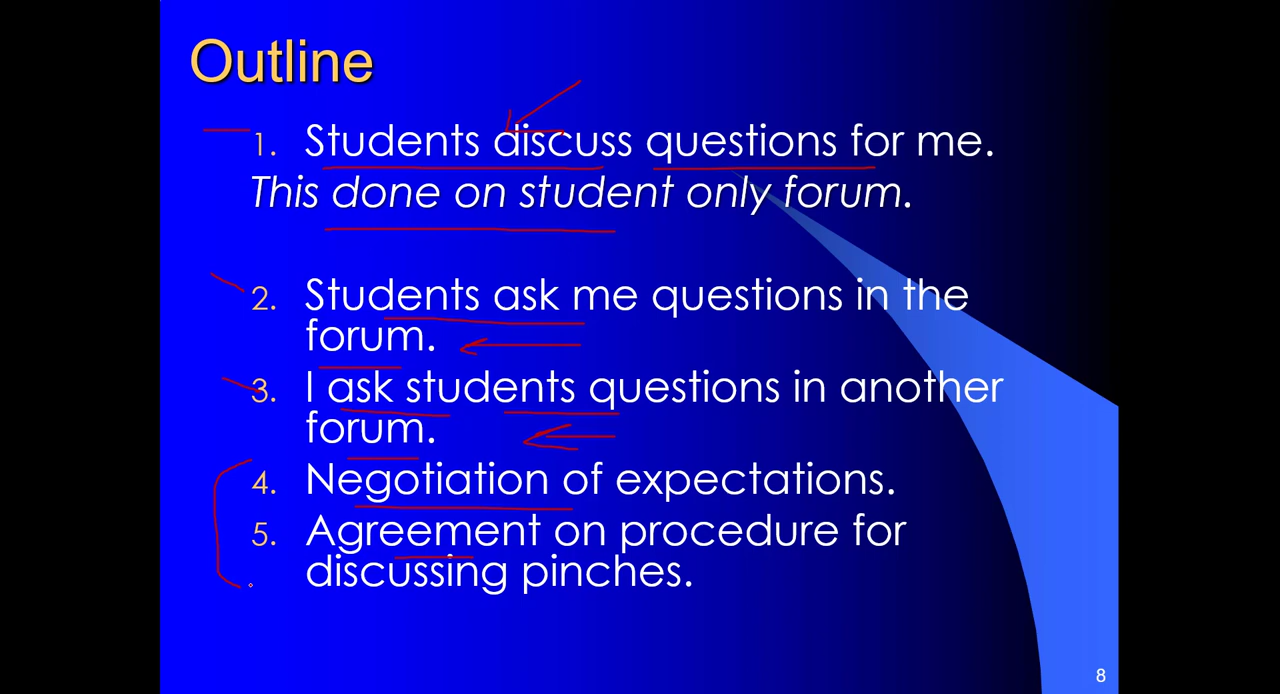 Outline
1. Students discuss questions for me.
This done on student only forum.
2. Students ask me questions in the
forum.
3. I ask students questions in another
forum.
4. Negotiation of expectations.
5. Agreement on procedure for
discussing pinches.
8